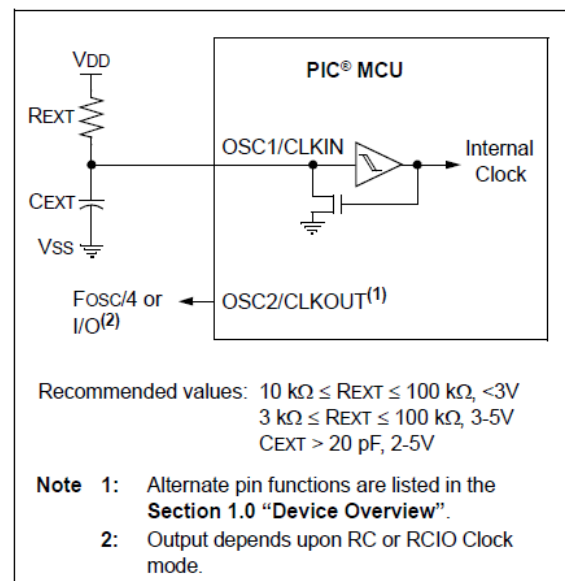 VDD
PIC® MCU
REXT
OSC1/CLKIN
Internal
Clock
CEXT
VSS
FOSC/4 or
I/O(2)
OSC2/CLKOUT(1)
Recommended values: 10 kΩ ≤ REXT ≤ 100 kΩ, <3V
3 kΩ ≤ REXT ≤ 100 kΩ, 3-5V
CEXT > 20 pF, 2-5V
Note 1: Alternate pin functions are listed in the
Section 1.0 “Device Overview”.
2: Output depends upon RC or RCIO Clock
mode.